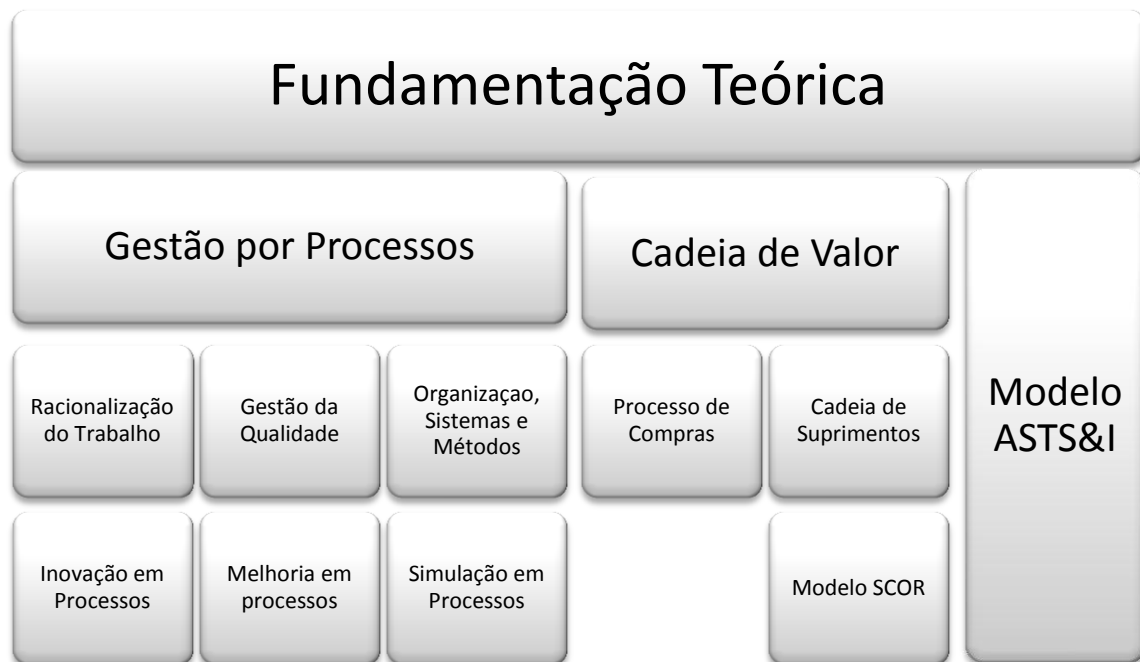 Fundamentação Teórica
Gestão por Processos
Cadeia de Valor
Modelo
ASTS&I
Racionalização
do Trabalho
Gestão da
Qualidade
Organizaçao,
Sistemas e
Métodos
Processo de
Compras
Cadeia de
Suprimentos
Inovação em
Processos
Melhoria em
processos
Simulação em
Processos
Modelo SCOR